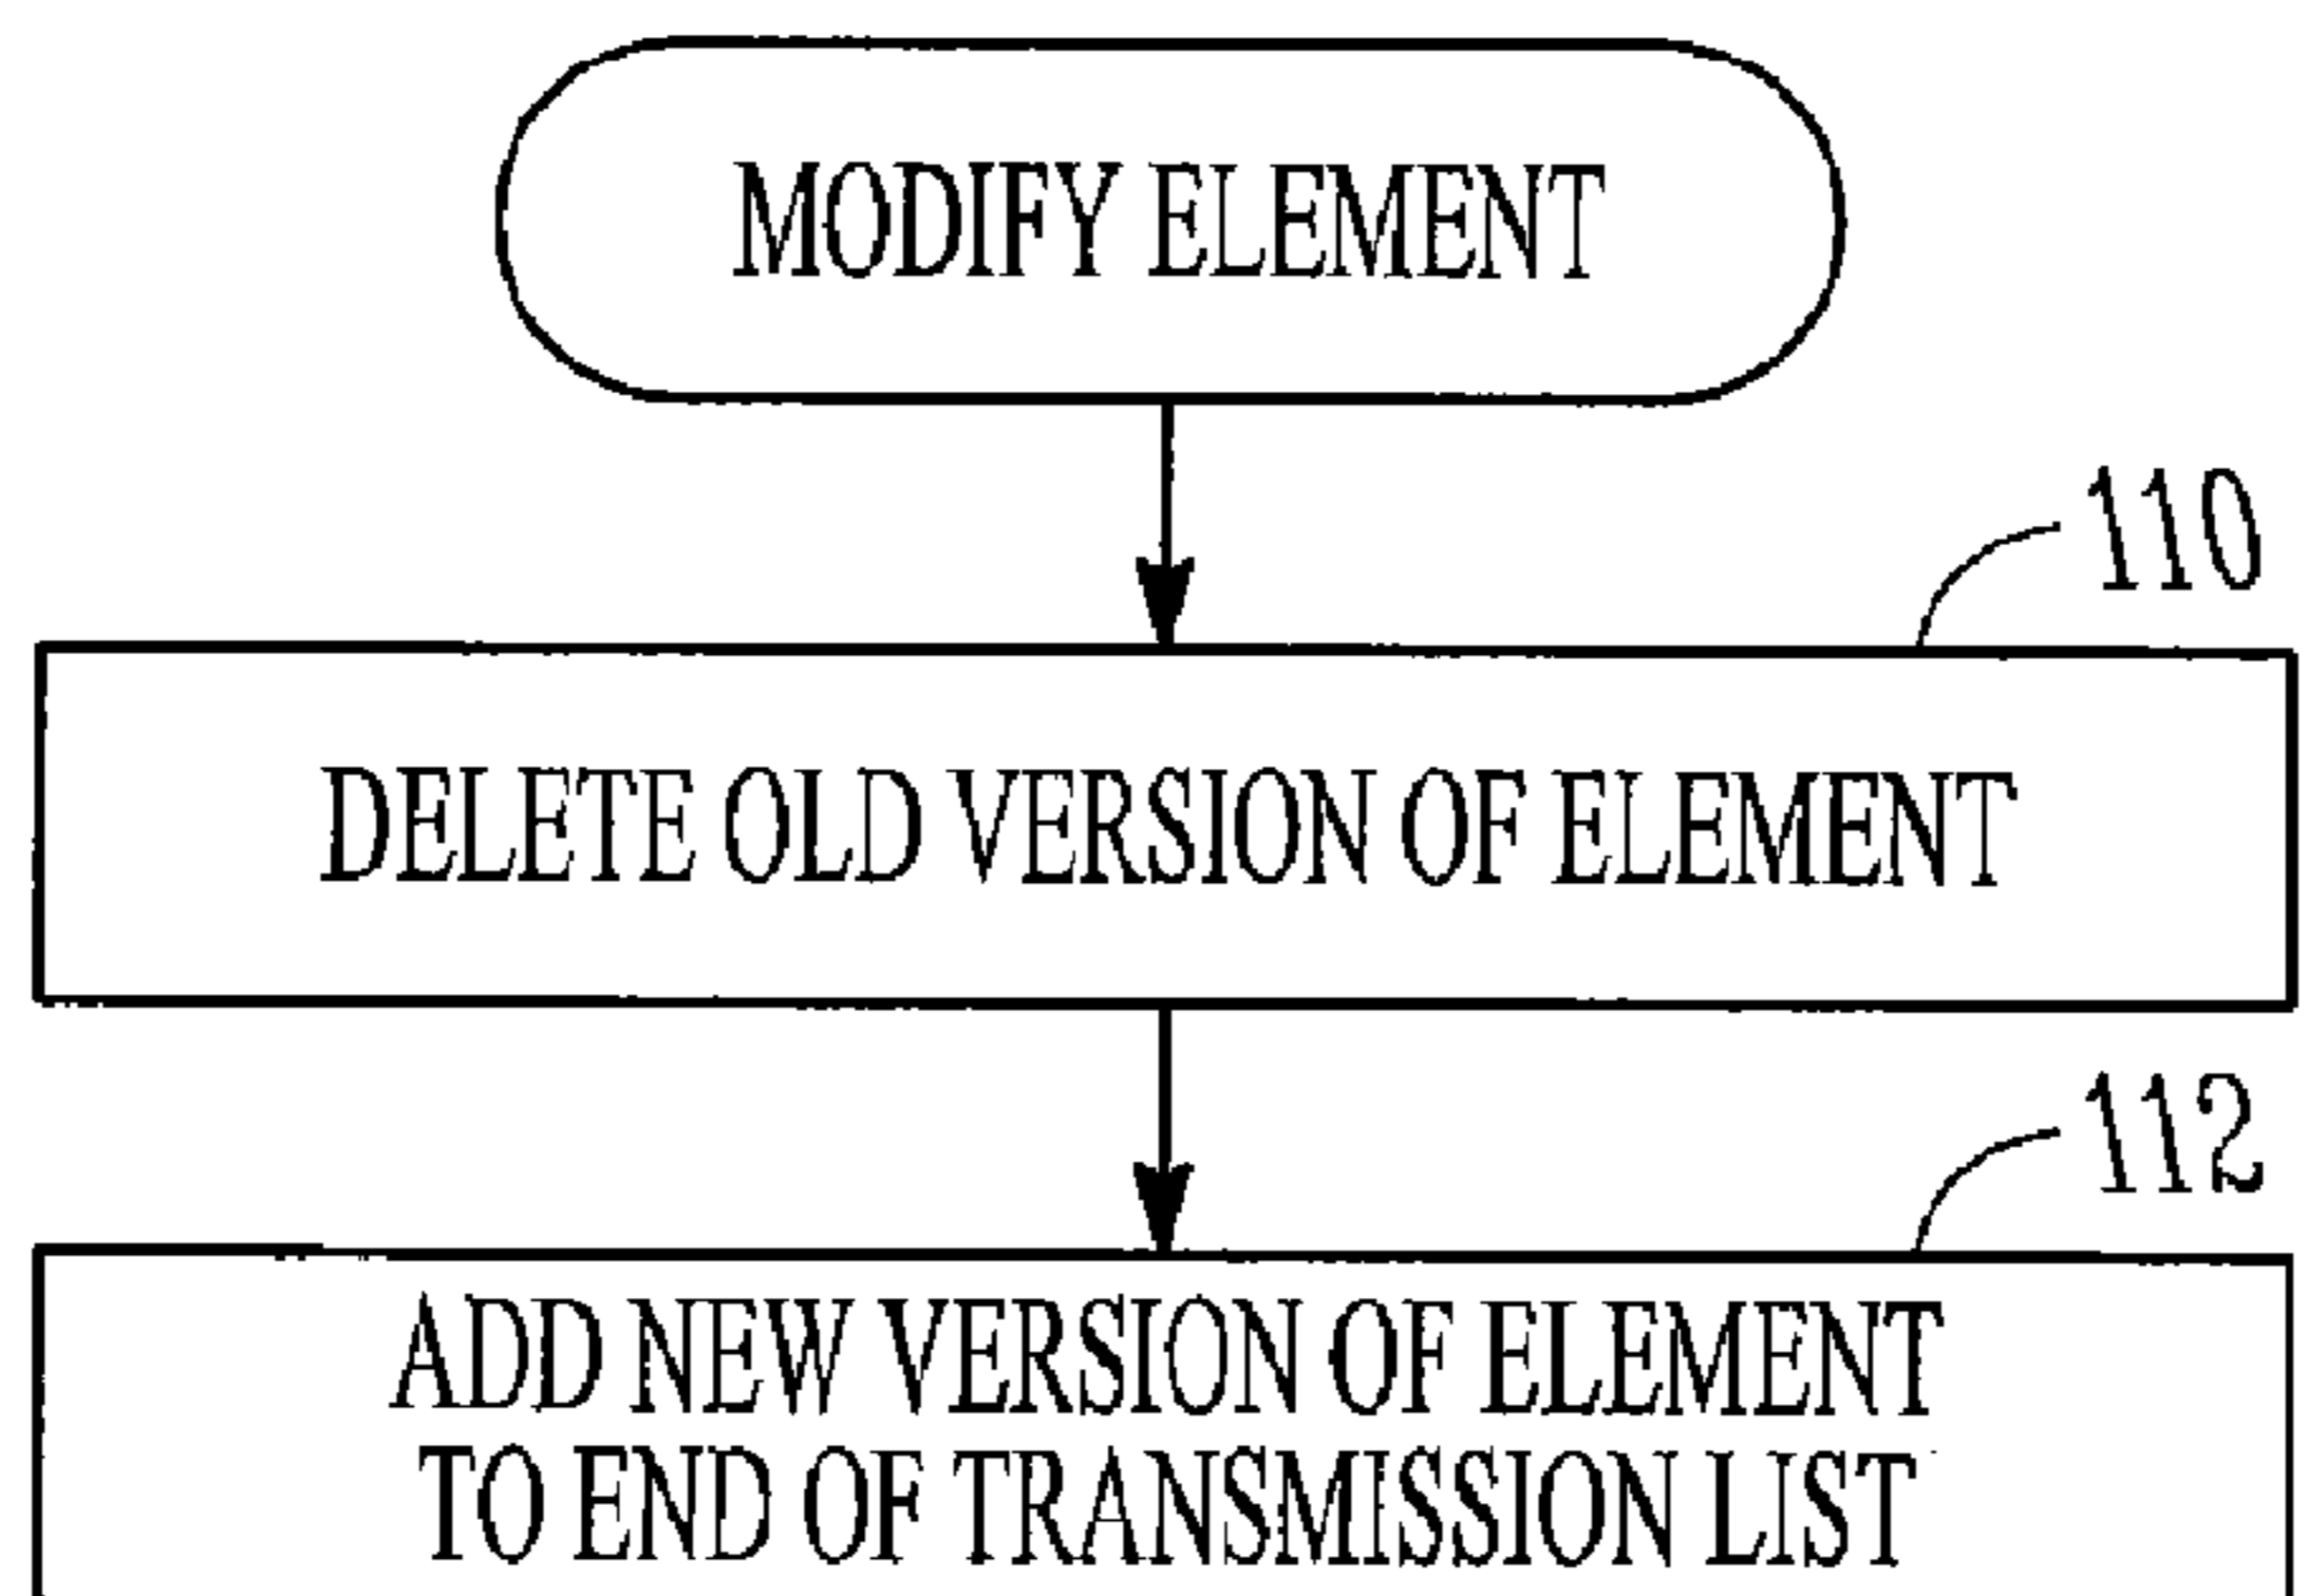 MODIFY ELEMENT
110
DELETE OLD VERSION OF ELEMENT
112
ADD NEW VERSION OF ELEMENT
TO END OF TRANSMISSION LIST